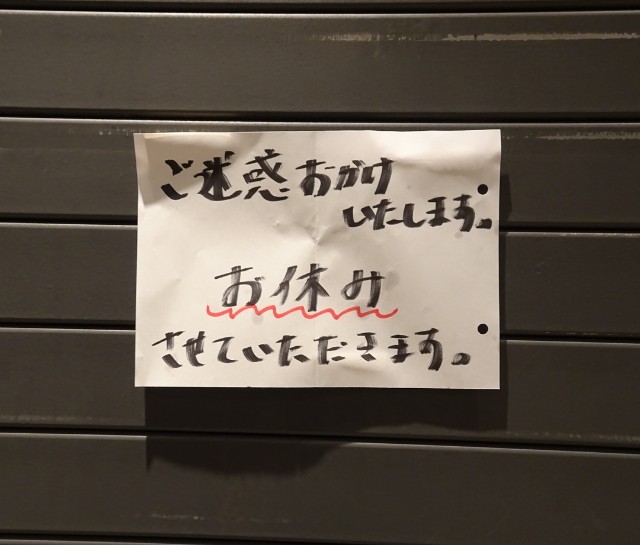 ご迷惑おかけ
いたします。
お休み
させていただきます。